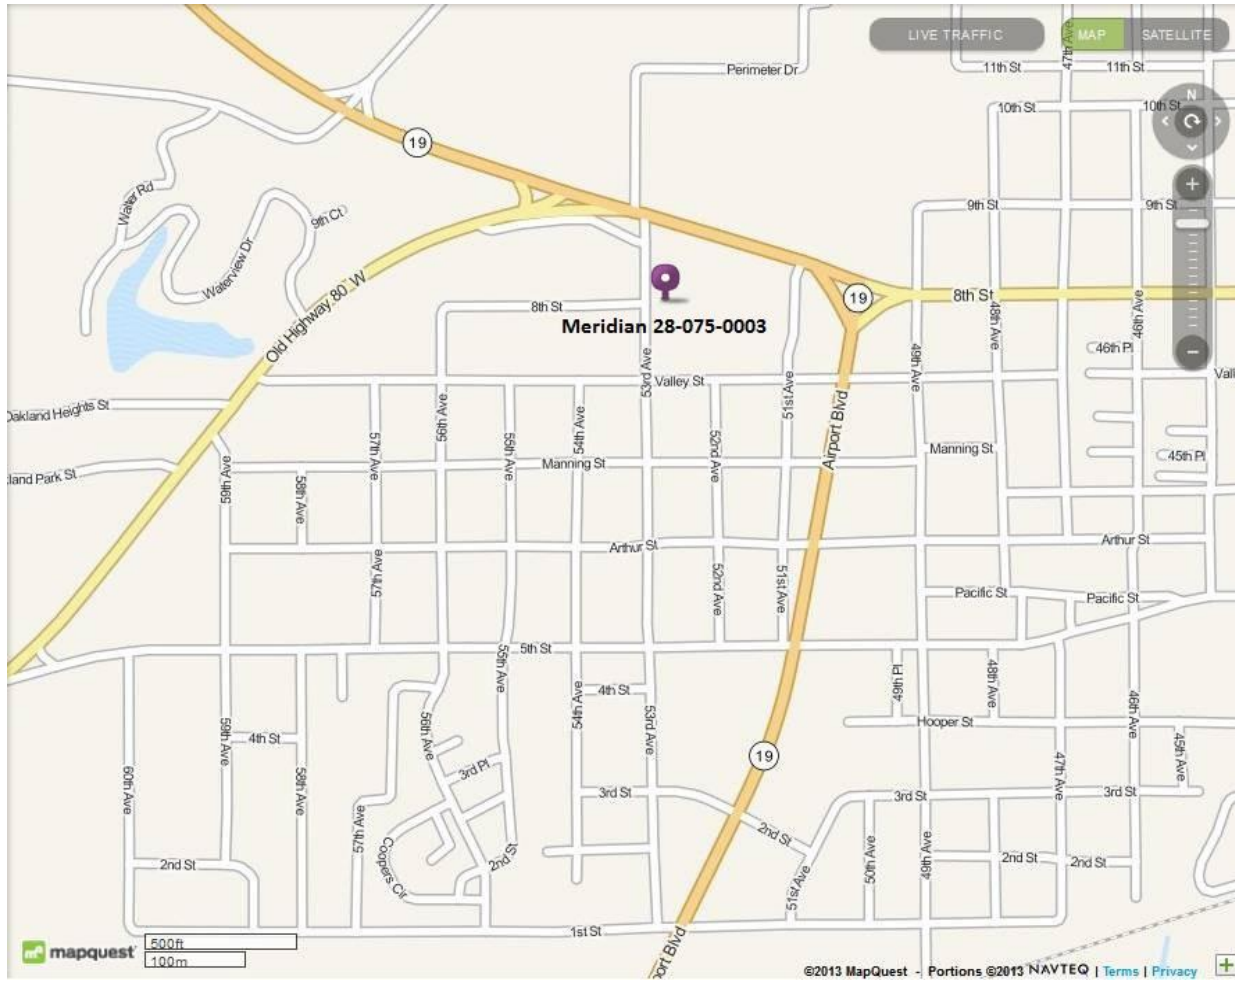 LIVE TRAFFIC
MAP
SATELLITE
47th Ave
11th St
11th St
Perimeter Dr
N
10th St
10th St
19
Water Rd
9th Ct
9th St
9th St
Waterview Dr
Old Highway 80 W
8th St
19
8th St
48th Ave
46th Ave
Meridian 28-075-0003
53rd Ave
49th Ave
46th Pl
Valley St
51st Ave
Oakland Heights St
57th Ave
56th Ave
55th Ave
54th Ave
52nd Ave
Airport Blvd
Manning St
Manning St
45th Pl
59th Ave
58th Ave
Arthur St
Arthur St
57th Ave
52nd Ave
51st Ave
Pacific St
Pacific St
5th St
55th Ave
4th St
54th Ave
53rd Ave
49th Pl
48th Ave
46th Ave
Hooper St
59th Ave
4th St
56th Ave
45th Ave
19
60th Ave
58th Ave
3rd Pl
3rd St
3rd St
3rd St
47th Ave
57th Ave
2nd St
Coopers Cir
2nd St
2nd St
51st Ave
50th Ave
49th Ave
2nd St
2nd St
1st St
mapquest
500ft
100m
©2013 MapQuest - Portions ©2013 NAVTEQ | Terms | Privacy